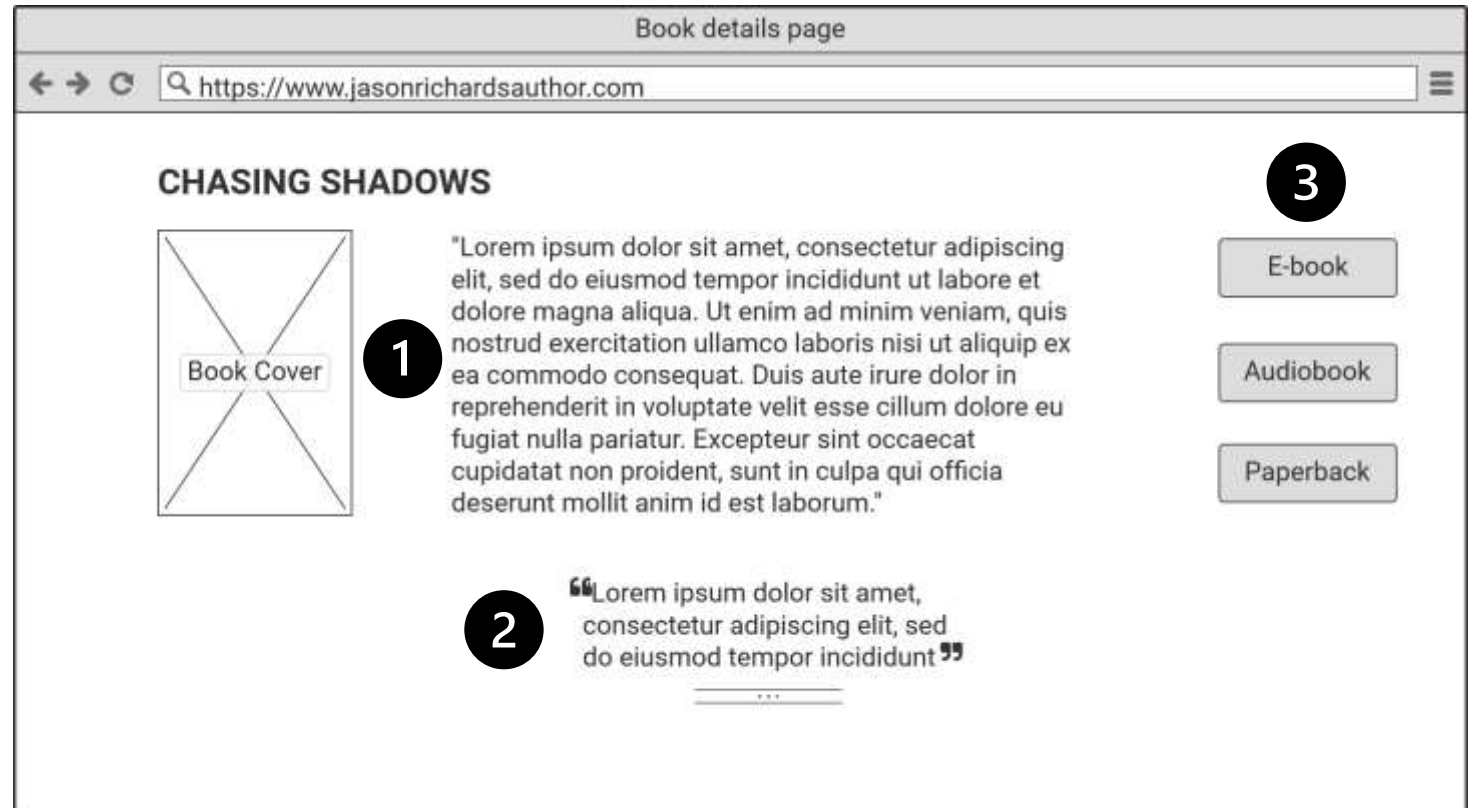 Book details page
https://www.jasonrichardsauthor.com
CHASING SHADOWS
3
"Lorem ipsum dolor sit amet, consectetur adipiscing
elit, sed do eiusmod tempor incididunt ut labore et
dolore magna aliqua. Ut enim ad minim veniam, quis
nostrud exercitation ullamco laboris nisi ut aliquip ex
ea commodo consequat. Duis aute irure dolor in
reprehenderit in voluptate velit esse cillum dolore eu
fugiat nulla pariatur. Excepteur sint occaecat
cupidatat non proident, sunt in culpa qui officia
deserunt mollit anim id est laborum."
Book Cover
1
E-book
Audiobook
Paperback
2
“Lorem ipsum dolor sit amet,
consectetur adipiscing elit, sed
do eiusmod tempor incididunt ”
...